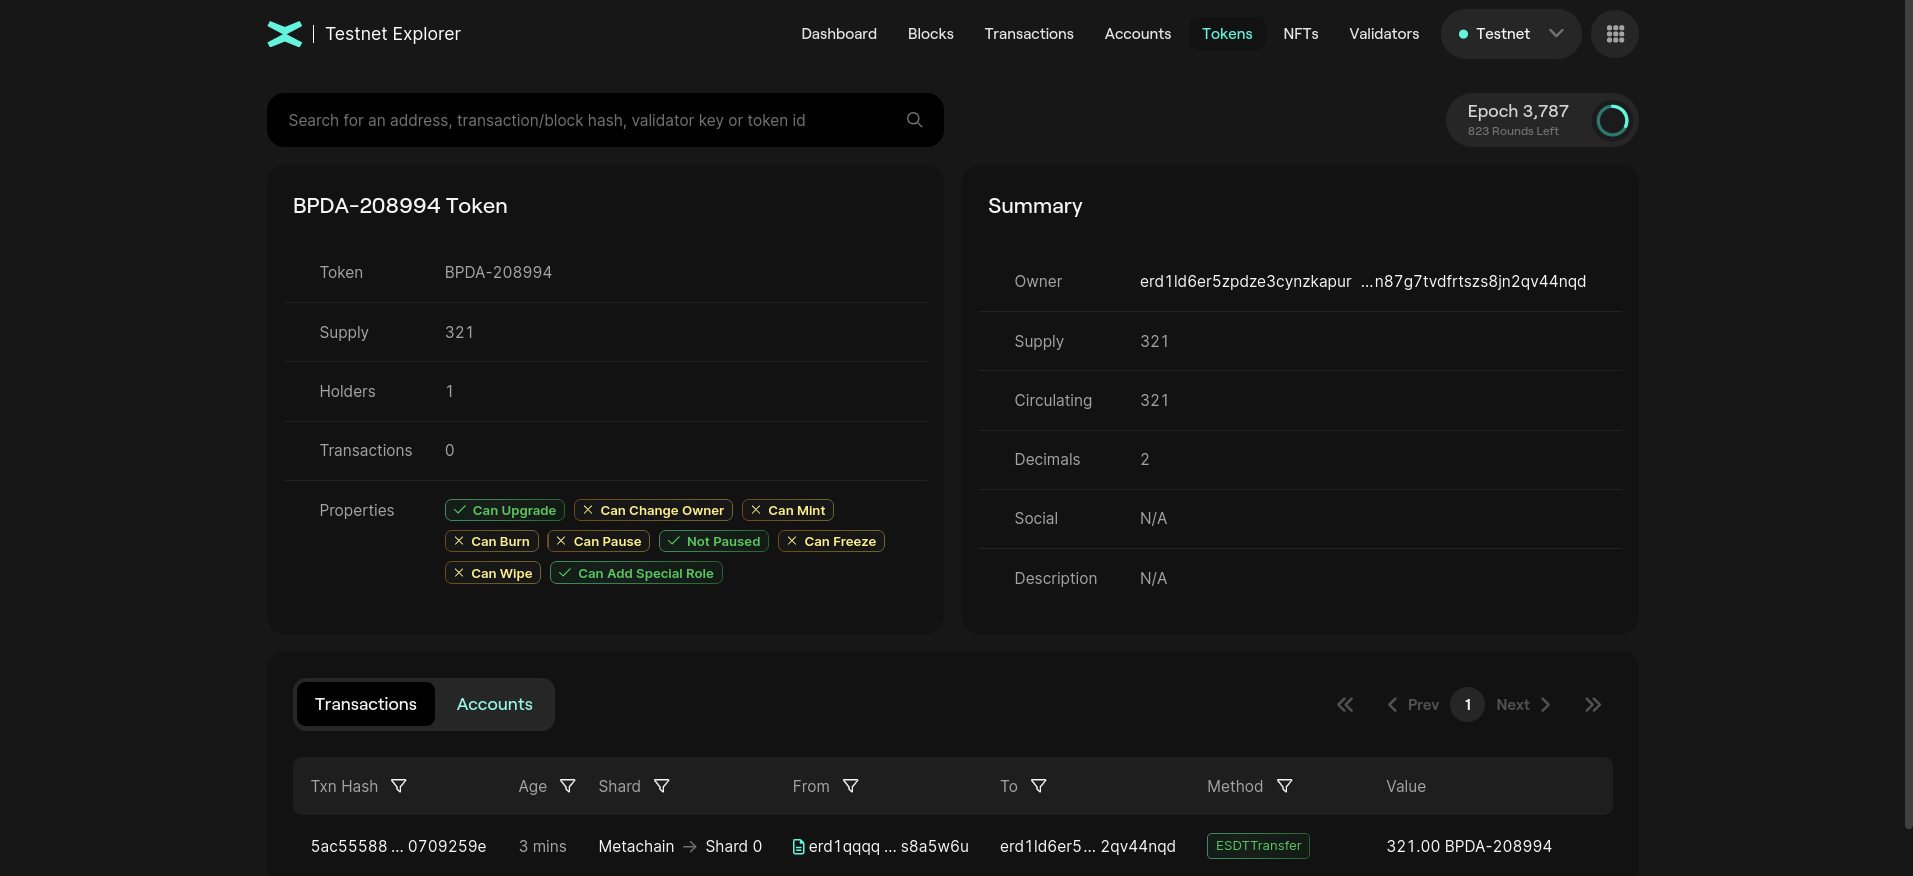 Testnet Explorer
Dashboard Blocks Transactions Accounts Tokens NFTs Validators Testnet
Search for an address, transaction/block hash, validator key or token id
Epoch 3,787
823 Rounds Left
BPDA-208994 Token
Token BPDA-208994
Supply 321
Holders 1
Transactions 0
Properties Can Upgrade Can Change Owner Can Mint
Can Burn Can Pause Not Paused Can Freeze
Can Wipe Can Add Special Role
Summary
Owner erd1ld6er5zpdze3cynzkapur ...n87g7tvdfrtszs8jn2qv44nqd
Supply 321
Circulating 321
Decimals 2
Social N/A
Description N/A
Transactions Accounts
Prev 1 Next
Txn Hash Age Shard From To Method Value
5ac55588 ... 0709259e 3 mins Metachain → Shard 0 erd1qqqq ... s8a5w6u erd1ld6er5... 2qv44nqd ESDTTransfer 321.00 BPDA-208994